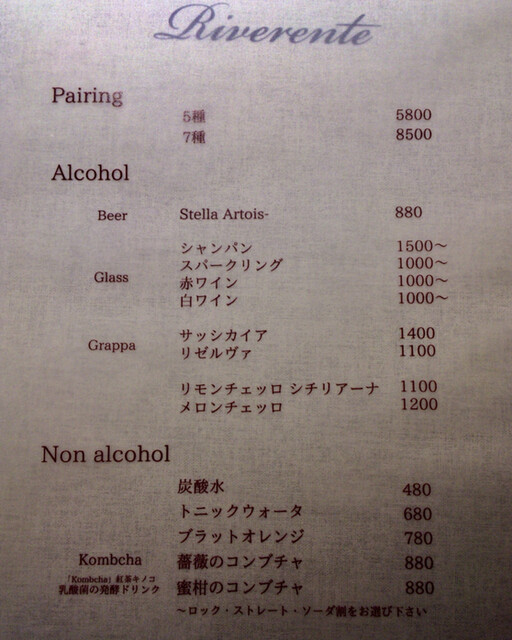 Riverente
Pairing
5種 5800
7種 8500
Alcohol
Beer Stella Artois- 880
シャンパン 1500～
スパークリング 1000～
Glass 赤ワイン 1000～
白ワイン 1000～
サッシカイア 1400
Grappa リゼルヴァ 1100
リモンチェッロ シチリアーナ 1100
メロンチェッロ 1200
Non alcohol
炭酸水 480
トニックウォータ 680
ブラットオレンジ 780
Kombcha 薔薇のコンブチャ 880
「Kombcha」紅茶キノコ
乳酸菌の発酵ドリンク 蜜柑のコンブチャ 880
～ロック・ストレート・ソーダ割をお選び下さい